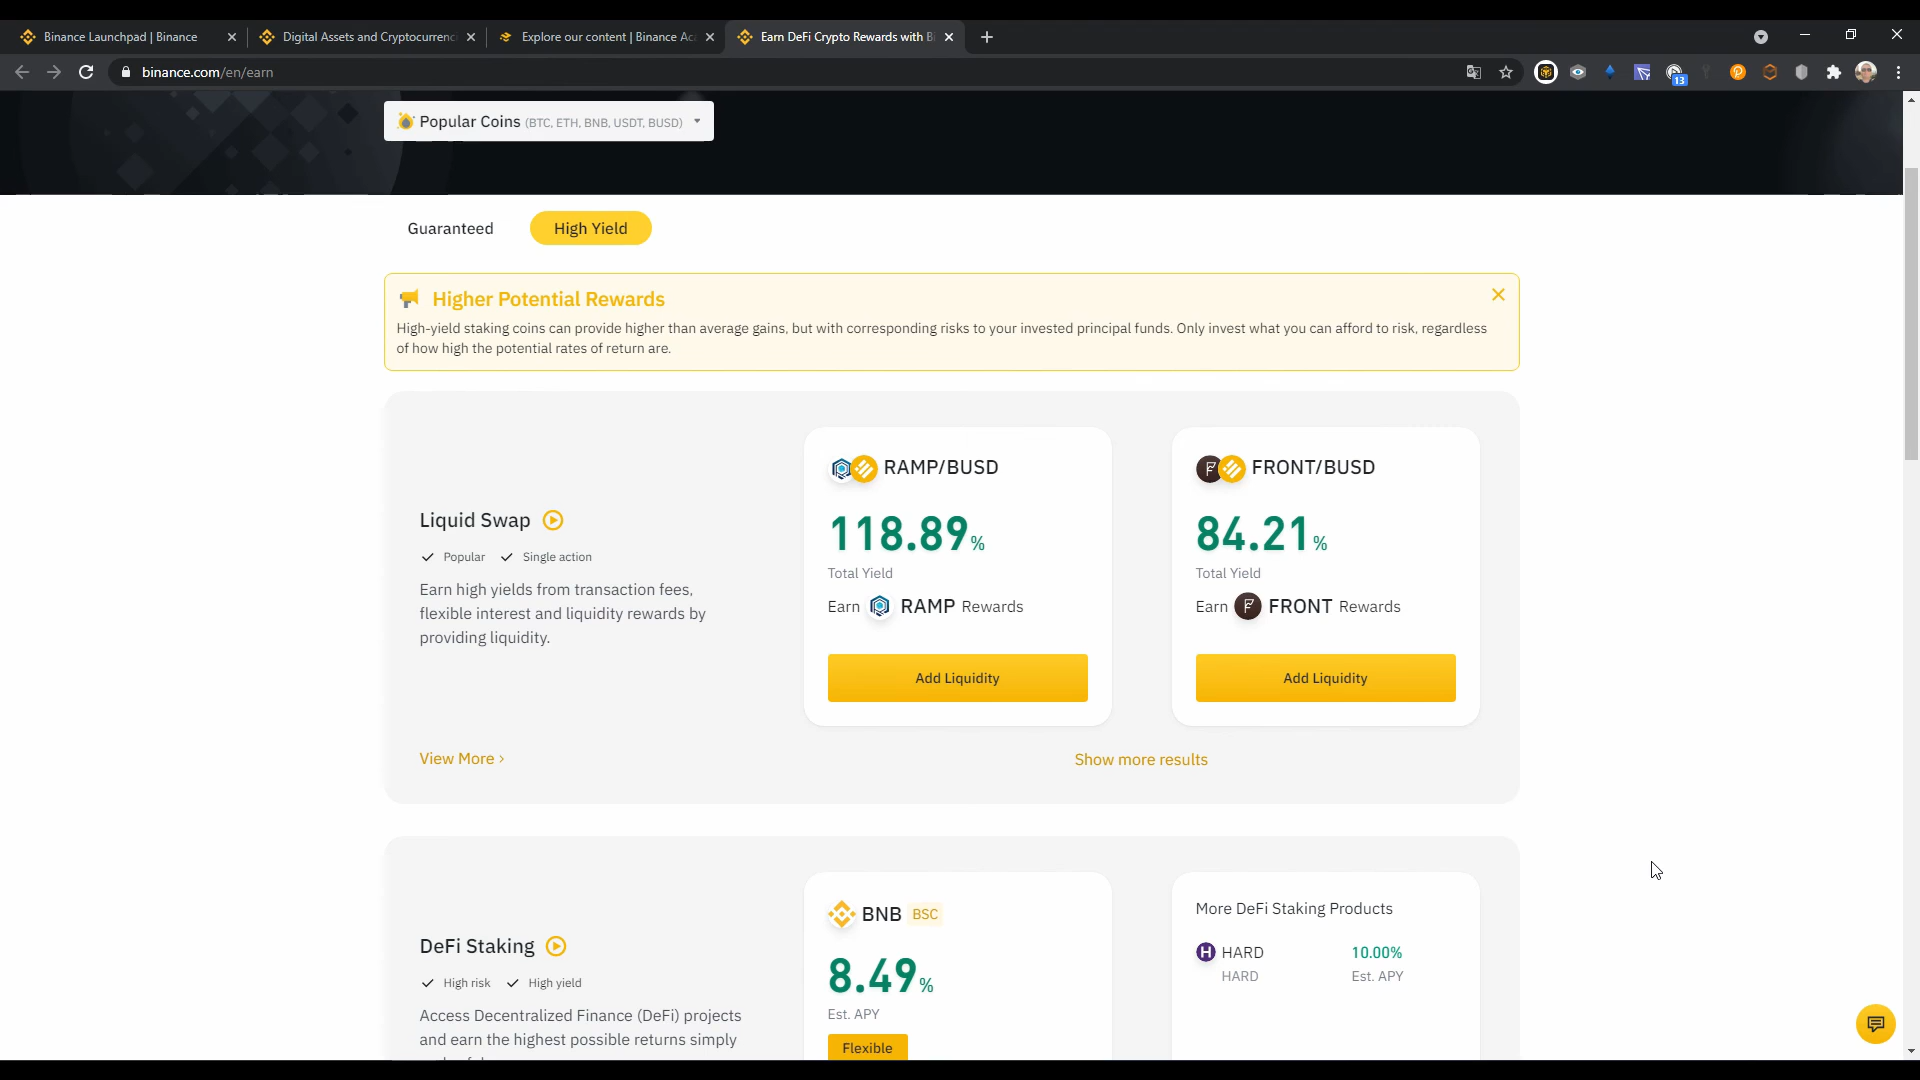 Binance Launchpad | Binance
Digital Assets and Cryptocurrenc
Explore our content | Binance Ac
Earn DeFi Crypto Rewards with B
binance.com/en/earn
13
Popular Coins (BTC, ETH, BNB, USDT, BUSD)
Guaranteed
High Yield
Higher Potential Rewards
High-yield staking coins can provide higher than average gains, but with corresponding risks to your invested principal funds. Only invest what you can afford to risk, regardless
of how high the potential rates of return are.
Liquid Swap
Popular
Single action
Earn high yields from transaction fees,
flexible interest and liquidity rewards by
providing liquidity.
View More
RAMP/BUSD
118.89%
Total Yield
Earn RAMP Rewards
Add Liquidity
FRONT/BUSD
84.21%
Total Yield
Earn FRONT Rewards
Add Liquidity
Show more results
DeFi Staking
High risk
High yield
Access Decentralized Finance (DeFi) projects
and earn the highest possible returns simply
BNB BSC
8.49%
Est. APY
Flexible
More DeFi Staking Products
HARD 10.00%
HARD Est. APY